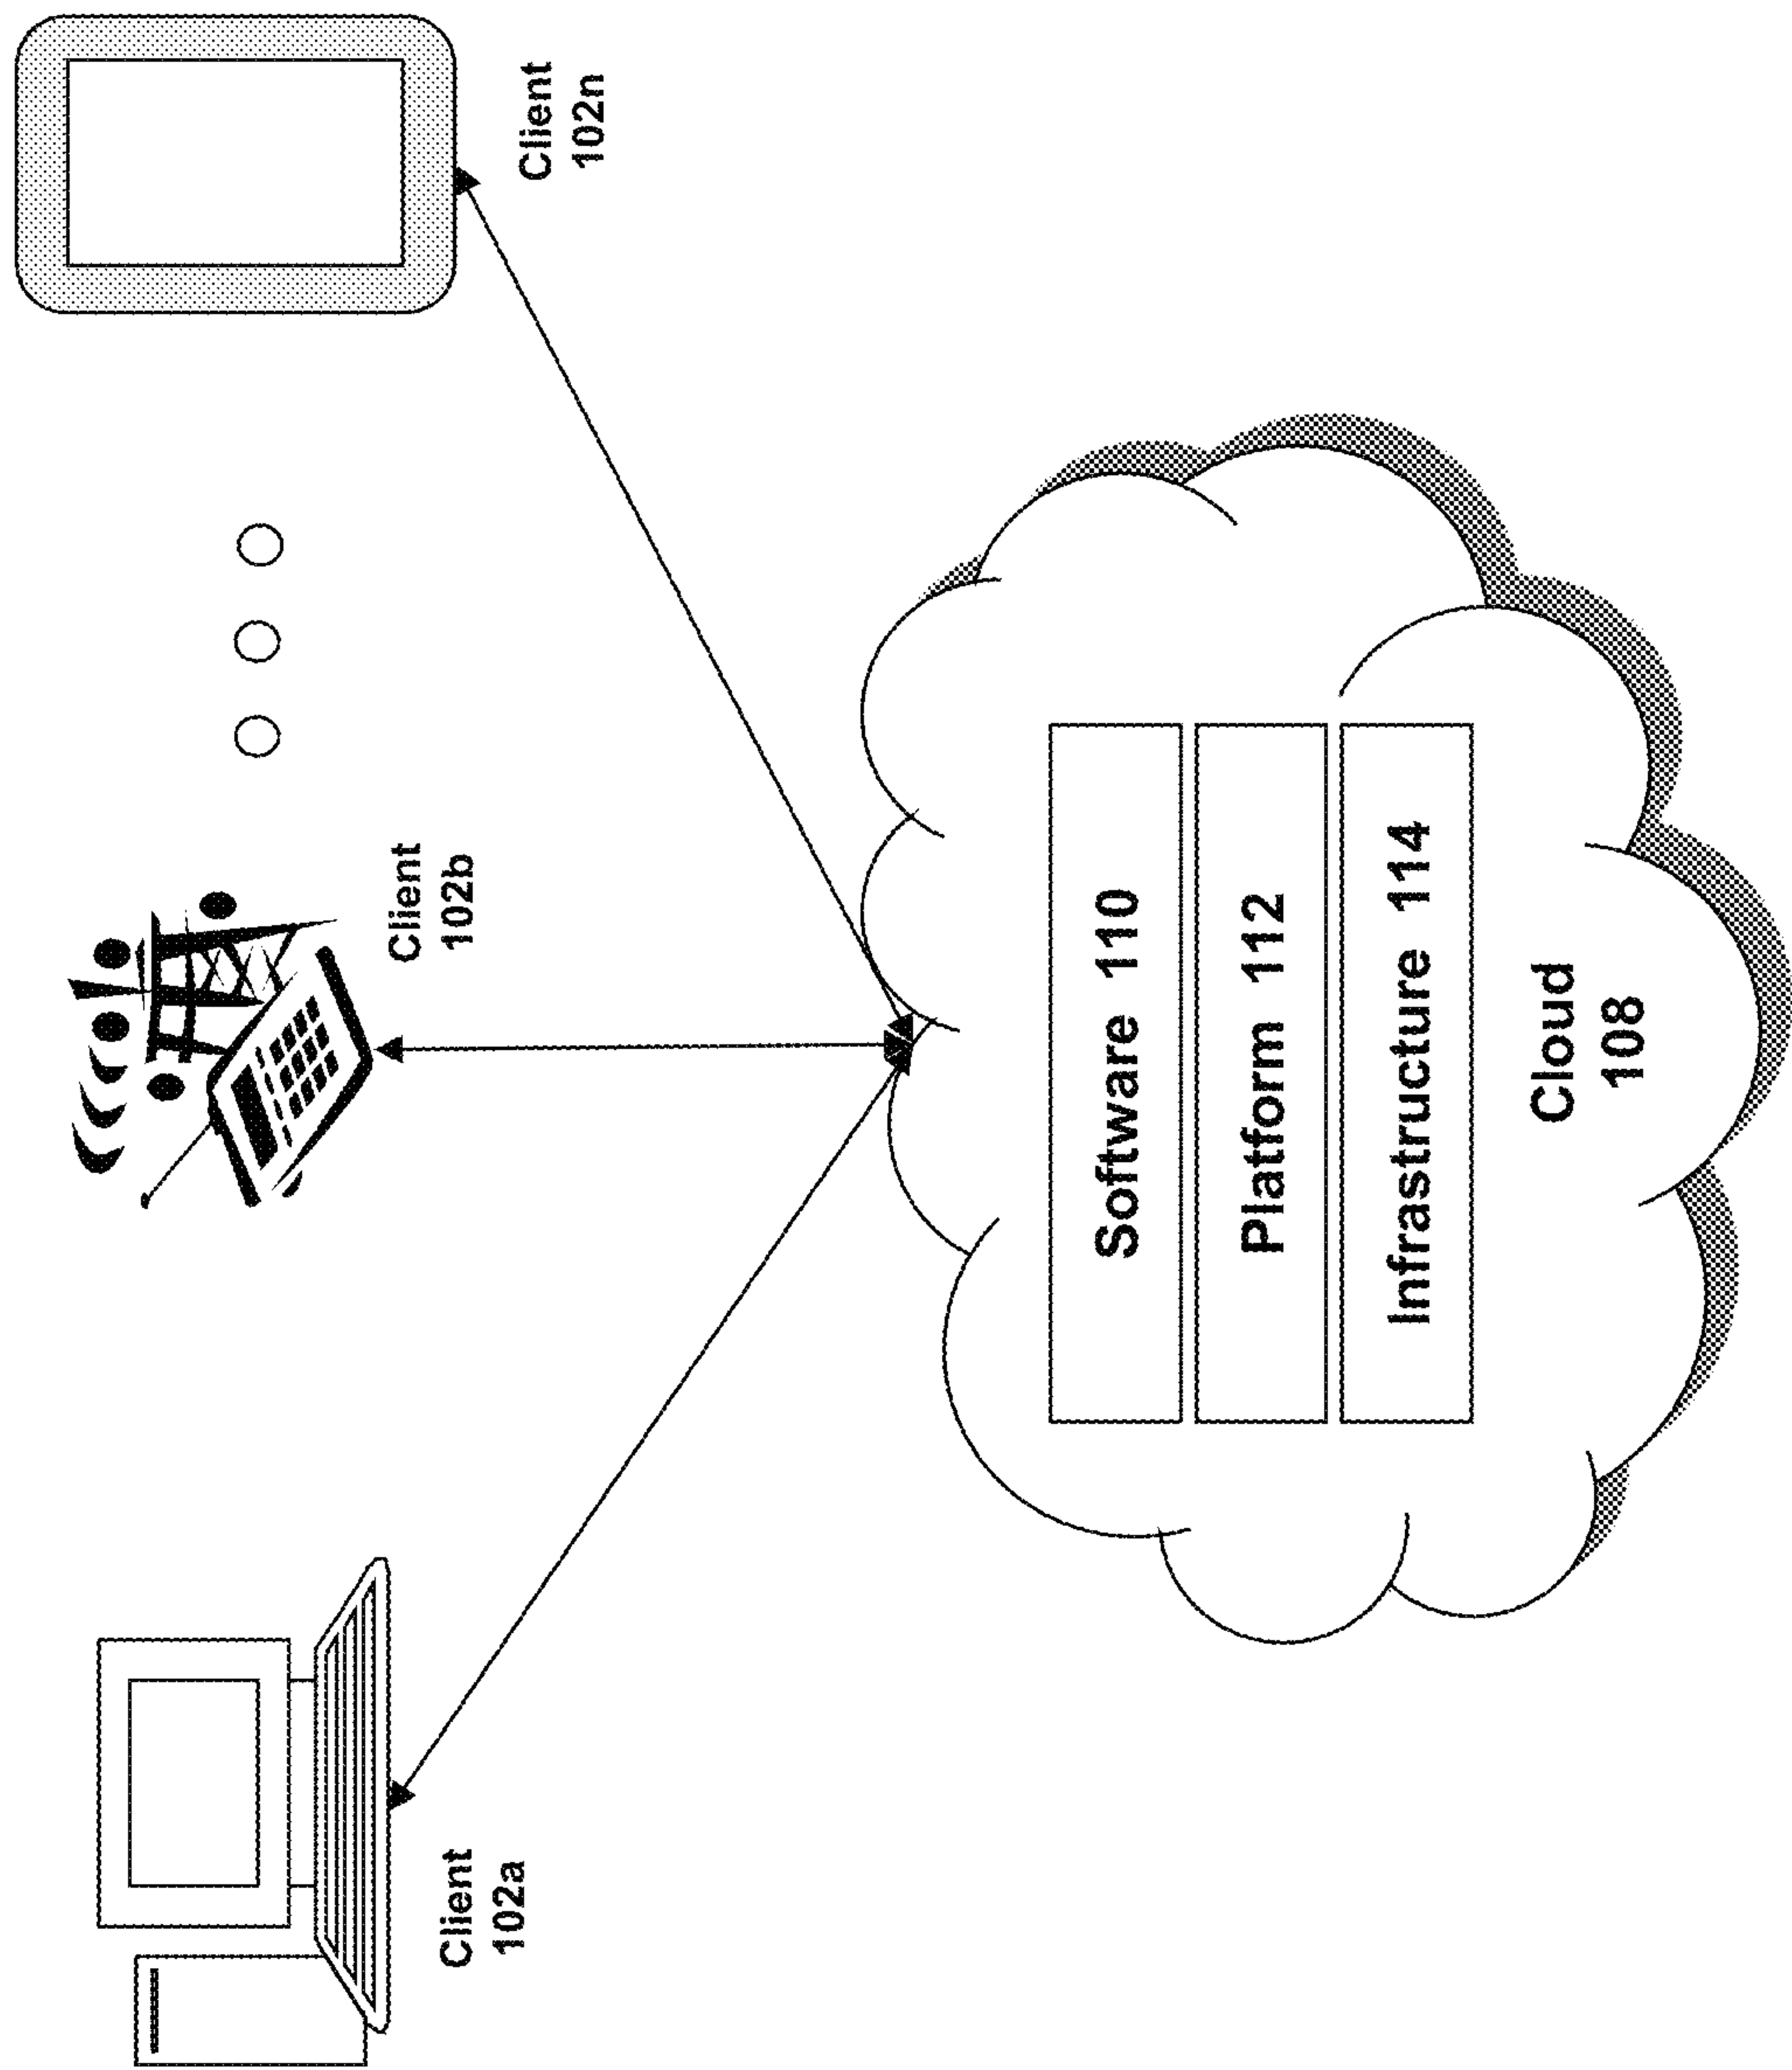 Client
102a
Client
102b
Client
102n
Software 110
Platform 112
Infrastructure 114
Cloud
108